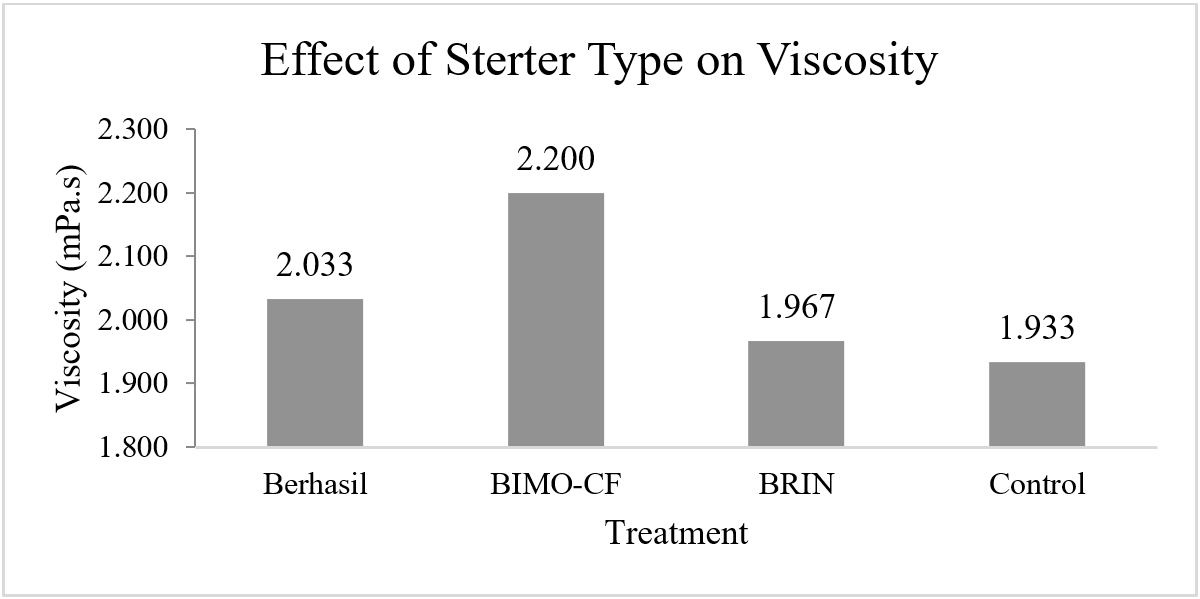 Effect of Sterter Type on Viscosity
Viscosity (mPa.s)
2.300
2.200
2.100
2.000
1.900
1.800
2.033
2.200
1.967
1.933
Berhasil
BIMO-CF
BRIN
Control
Treatment